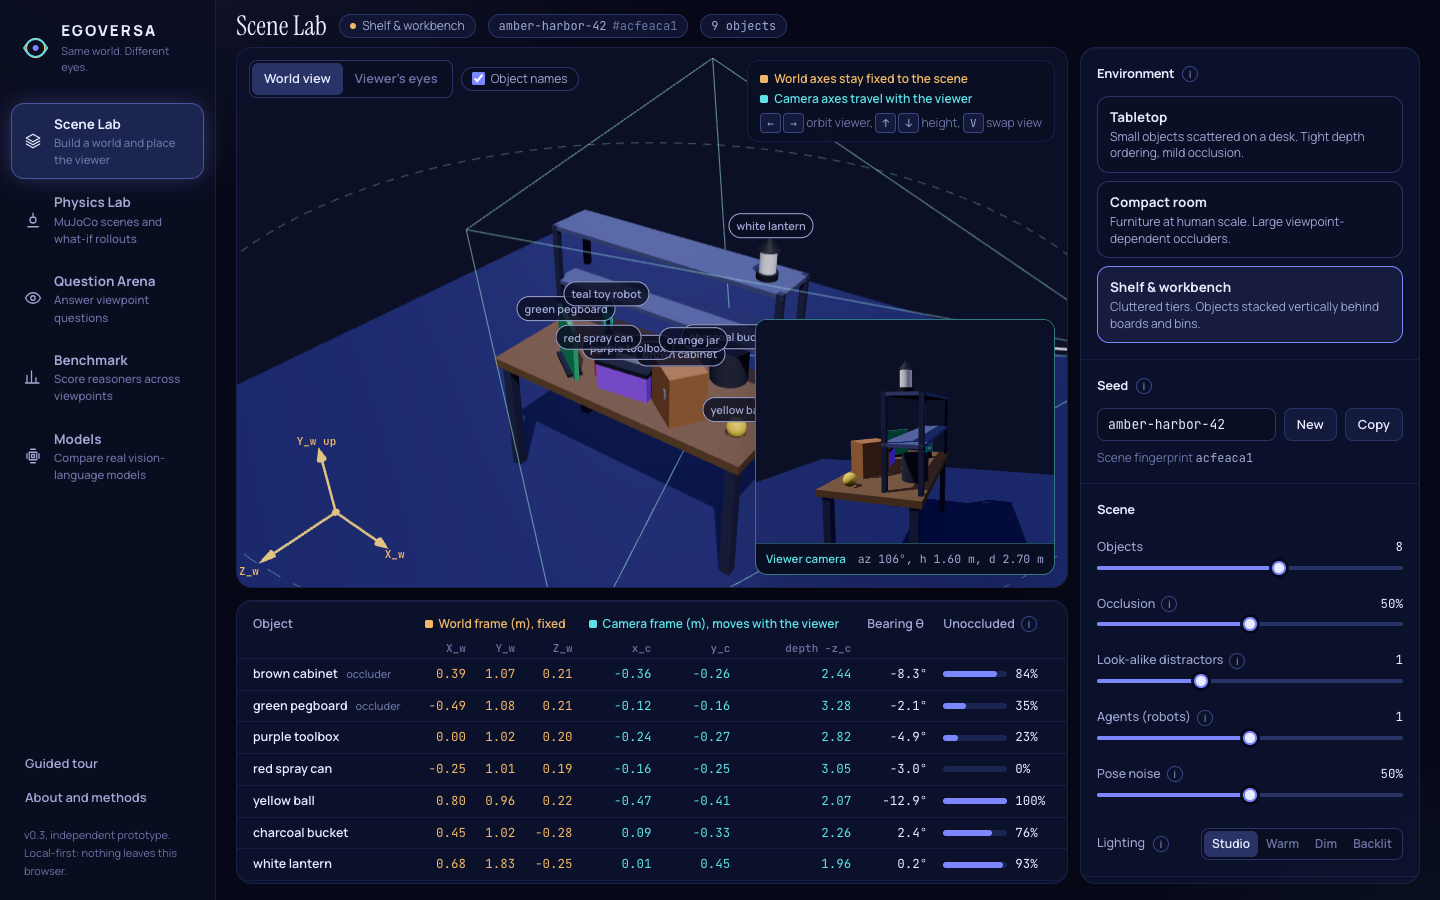 EGOVERSA
Same world. Different
eyes.
Scene Lab
Build a world and place
the viewer
Physics Lab
MuJoCo scenes and
what-if rollouts
Question Arena
Answer viewpoint
questions
Benchmark
Score reasoners across
viewpoints
Models
Compare real vision-
language models
Guided tour
About and methods
v0.3, independent prototype.
Local-first: nothing leaves this
browser.
Scene Lab
Shelf & workbench
amber-harbor-42 #acfeaca1
9 objects
World view
Viewer's eyes
Object names
World axes stay fixed to the scene
Camera axes travel with the viewer
← → orbit viewer, ↑ ↓ height, V swap view
white lantern
teal toy robot
green pegboard
red spray can
orange jar
purple toolbox
cabinet
yellow
Y_w up
X_w
Z_w
Viewer camera az 106°, h 1.60 m, d 2.70 m
Object World frame (m), fixed Camera frame (m), moves with the viewer Bearing θ Unoccluded i
X_w Y_w Z_w x_c y_c depth -z_c
brown cabinet occluder 0.39 1.07 0.21 -0.36 -0.26 2.44 -8.3° 84%
green pegboard occluder -0.49 1.08 0.21 -0.12 -0.16 3.28 -2.1° 35%
purple toolbox 0.00 1.02 0.20 -0.24 -0.27 2.82 -4.9° 23%
red spray can -0.25 1.01 0.19 -0.16 -0.25 3.05 -3.0° 0%
yellow ball 0.80 0.96 0.22 -0.47 -0.41 2.07 -12.9° 100%
charcoal bucket 0.45 1.02 -0.28 0.09 -0.33 2.26 2.4° 76%
white lantern 0.68 1.83 -0.25 0.01 0.45 1.96 0.2° 93%
Environment i
Tabletop
Small objects scattered on a desk. Tight depth
ordering, mild occlusion.
Compact room
Furniture at human scale. Large viewpoint-
dependent occluders.
Shelf & workbench
Cluttered tiers. Objects stacked vertically behind
boards and bins.
Seed i
amber-harbor-42
New
Copy
Scene fingerprint acfeaca1
Scene
Objects 8
Occlusion i 50%
Look-alike distractors i 1
Agents (robots) i 1
Pose noise i 50%
Lighting i Studio Warm Dim Backlit